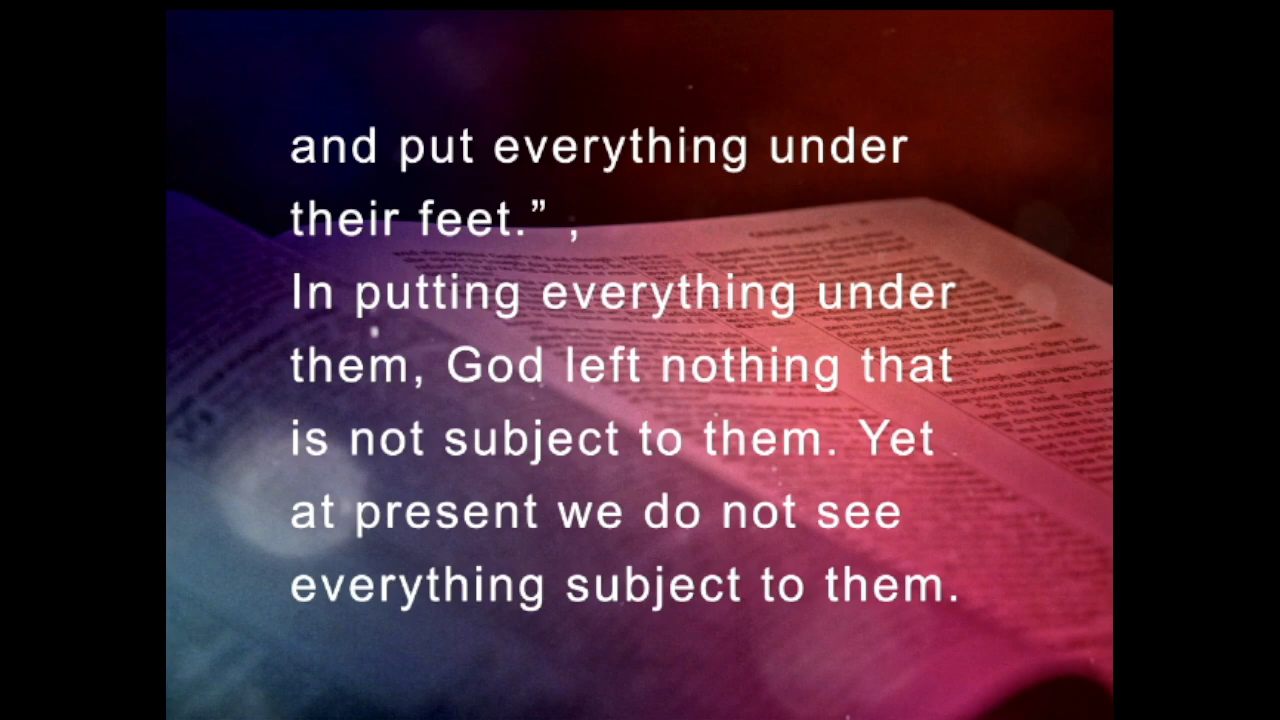 and put everything under
their feet.” ,
In putting everything under
them, God left nothing that
is not subject to them. Yet
at present we do not see
everything subject to them.